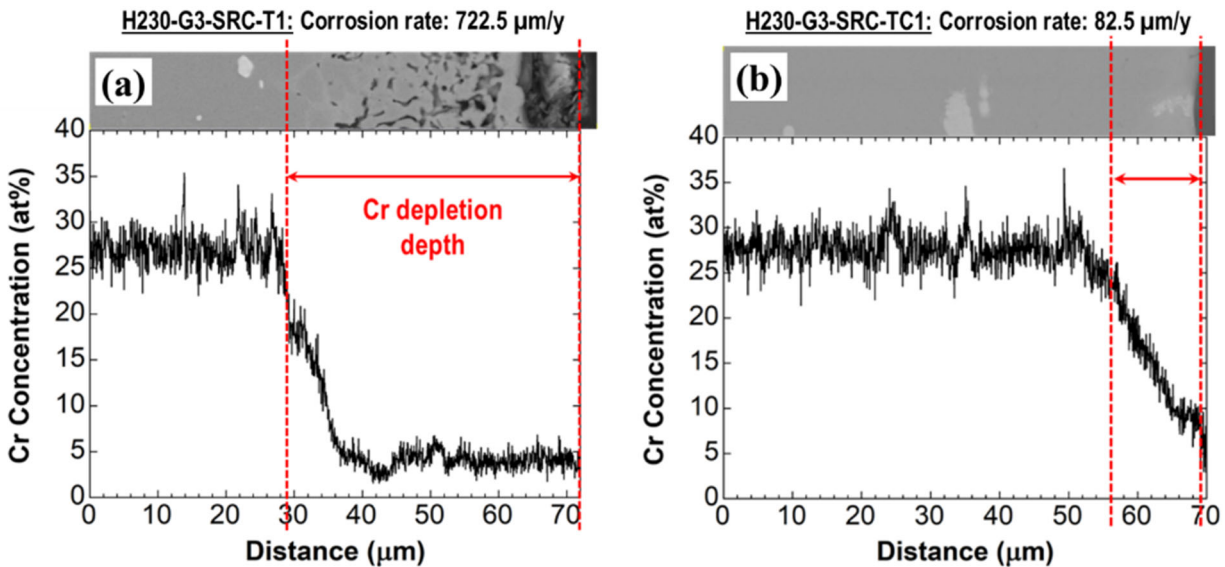 H230-G3-SRC-T1: Corrosion rate: 722.5 μm/y
(a)
40
35
30
25
20
15
10
5
0
Cr Concentration (at%)
Cr depletion
depth
0 10 20 30 40 50 60 70
Distance (μm)
H230-G3-SRC-TC1: Corrosion rate: 82.5 μm/y
(b)
40
35
30
25
20
15
10
5
0
Cr Concentration (at%)
0 10 20 30 40 50 60 70
Distance (μm)